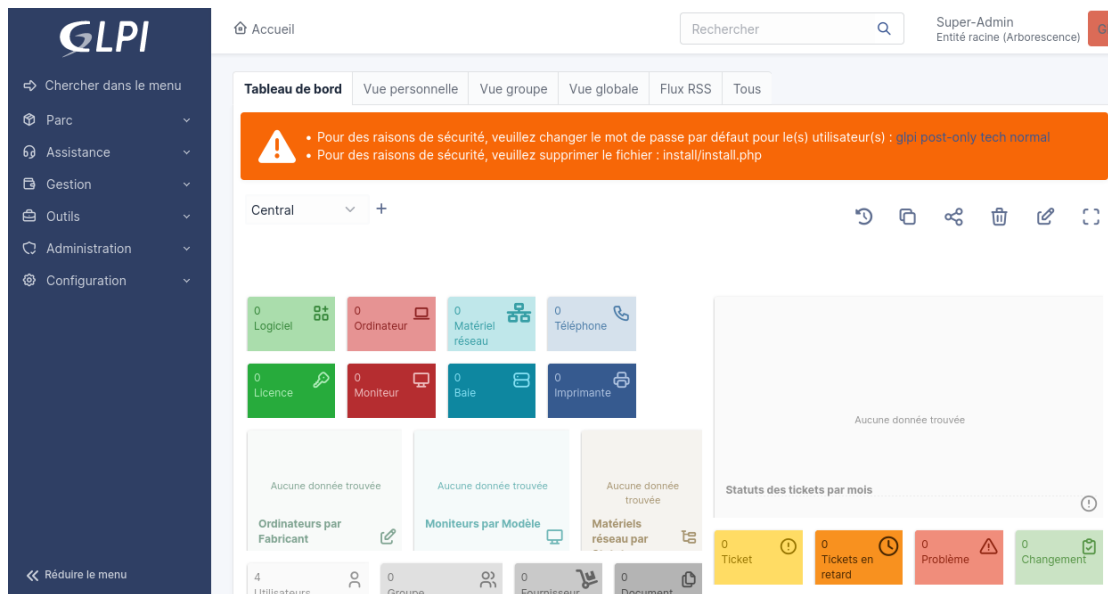 GLPI
Accueil
Rechercher
Super-Admin
Entité racine (Arborescence)
G
Chercher dans le menu
Parc
Assistance
Gestion
Outils
Administration
Configuration
Réduire le menu
Tableau de bord
Vue personnelle
Vue groupe
Vue globale
Flux RSS
Tous
• Pour des raisons de sécurité, veuillez changer le mot de passe par défaut pour le(s) utilisateur(s) : glpi post-only tech normal
• Pour des raisons de sécurité, veuillez supprimer le fichier : install/install.php
Central
0
Logiciel
0
Ordinateur
0
Matériel
réseau
0
Téléphone
0
Licence
0
Moniteur
0
Baie
0
Imprimante
Aucune donnée trouvée
Ordinateurs par
Fabricant
Aucune donnée trouvée
Moniteurs par Modèle
Aucune donnée
trouvée
Matériels
réseau par
Aucune donnée trouvée
Statuts des tickets par mois
0
Ticket
0
Tickets en
retard
0
Problème
0
Changement
4
Utilisateurs
0
Groupe
0
Fournisseur
0
Document